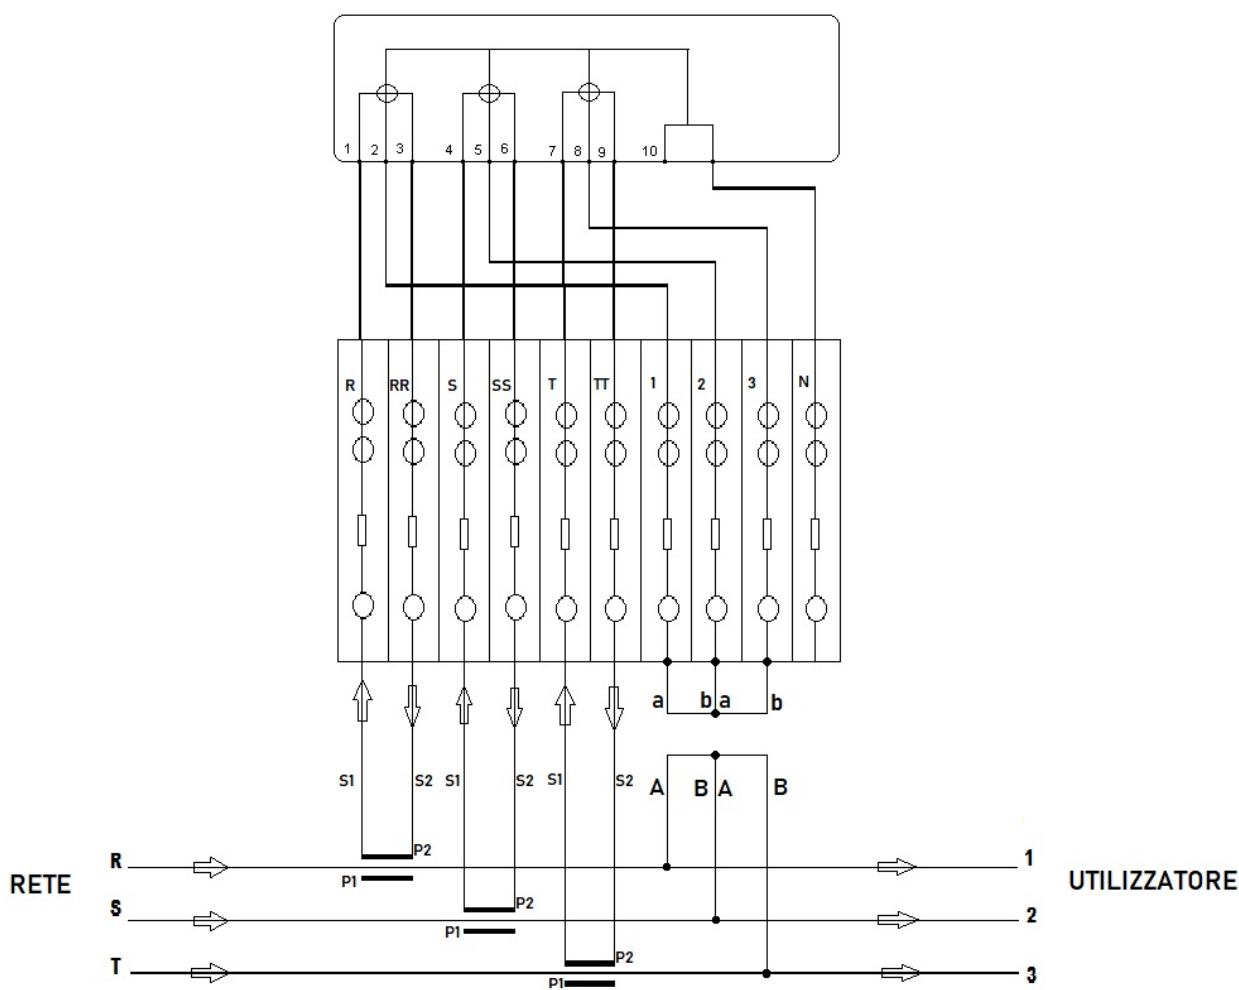 1 2 3 4 5 6 7 8 9 10
R RR S SS T TT 1 2 3 N
a b a b
S1 S2 S1 S2 S1 S2 A B A B
R P2 1
RETE P1 UTILIZZATORE
S P2 2
P1
T P2 3
P1